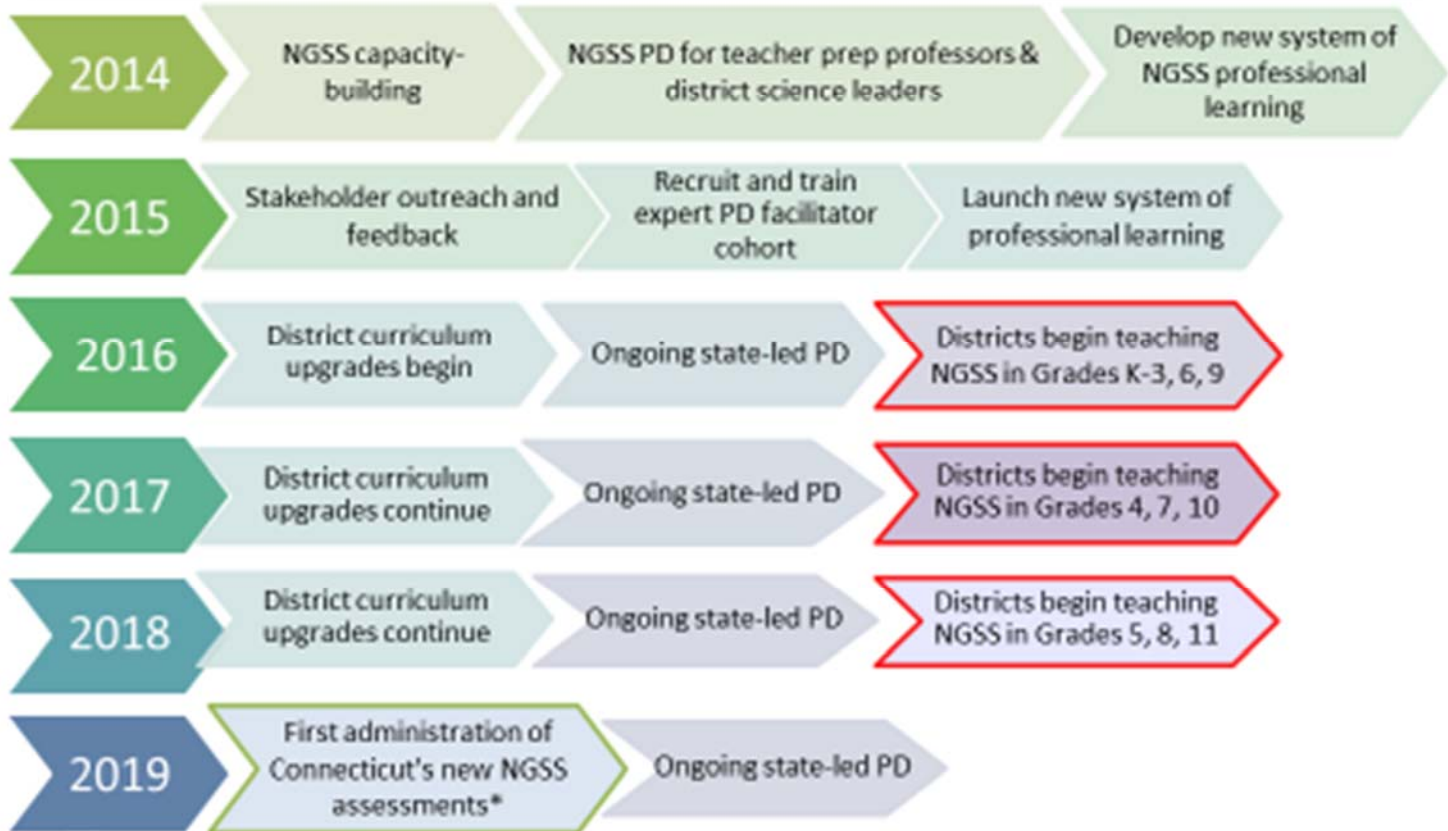 2014
NGSS capacity-
building
NGSS PD for teacher prep professors &
district science leaders
Develop new system of
NGSS professional
learning
2015
Stakeholder outreach and
feedback
Recruit and train
expert PD facilitator
cohort
Launch new system of
professional learning
2016
District curriculum
upgrades begin
Ongoing state-led PD
Districts begin teaching
NGSS in Grades K-3, 6, 9
2017
District curriculum
upgrades continue
Ongoing state-led PD
Districts begin teaching
NGSS in Grades 4, 7, 10
2018
District curriculum
upgrades continue
Ongoing state-led PD
Districts begin teaching
NGSS in Grades 5, 8, 11
2019
First administration of
Connecticut's new NGSS
assessments*
Ongoing state-led PD